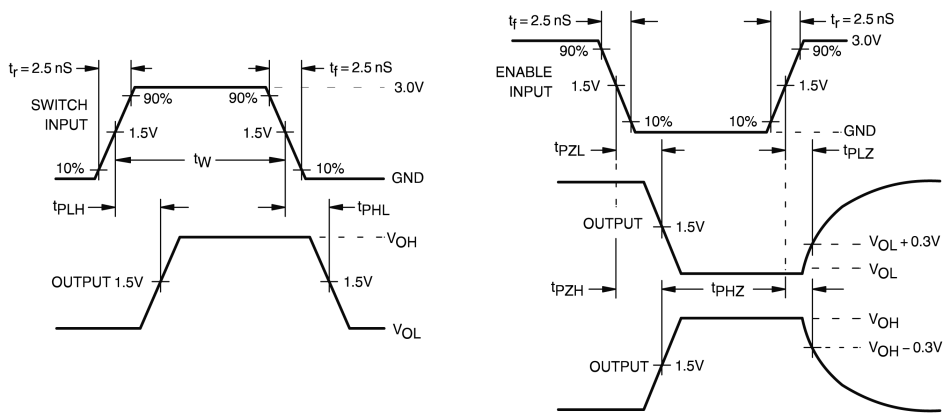 tr = 2.5 nS
tf = 2.5 nS
3.0V
SWITCH
INPUT
90%
90%
1.5V
1.5V
10%
tW
10%
GND
tPLH
tPHL
VOH
OUTPUT 1.5V
1.5V
VOL
tf = 2.5 nS
tr = 2.5 nS
3.0V
90%
90%
ENABLE
INPUT
1.5V
1.5V
10%
10%
GND
tPZL
tPLZ
OUTPUT
1.5V
VOL + 0.3V
VOL
tPZH
tPHZ
VOH
VOH – 0.3V
OUTPUT
1.5V